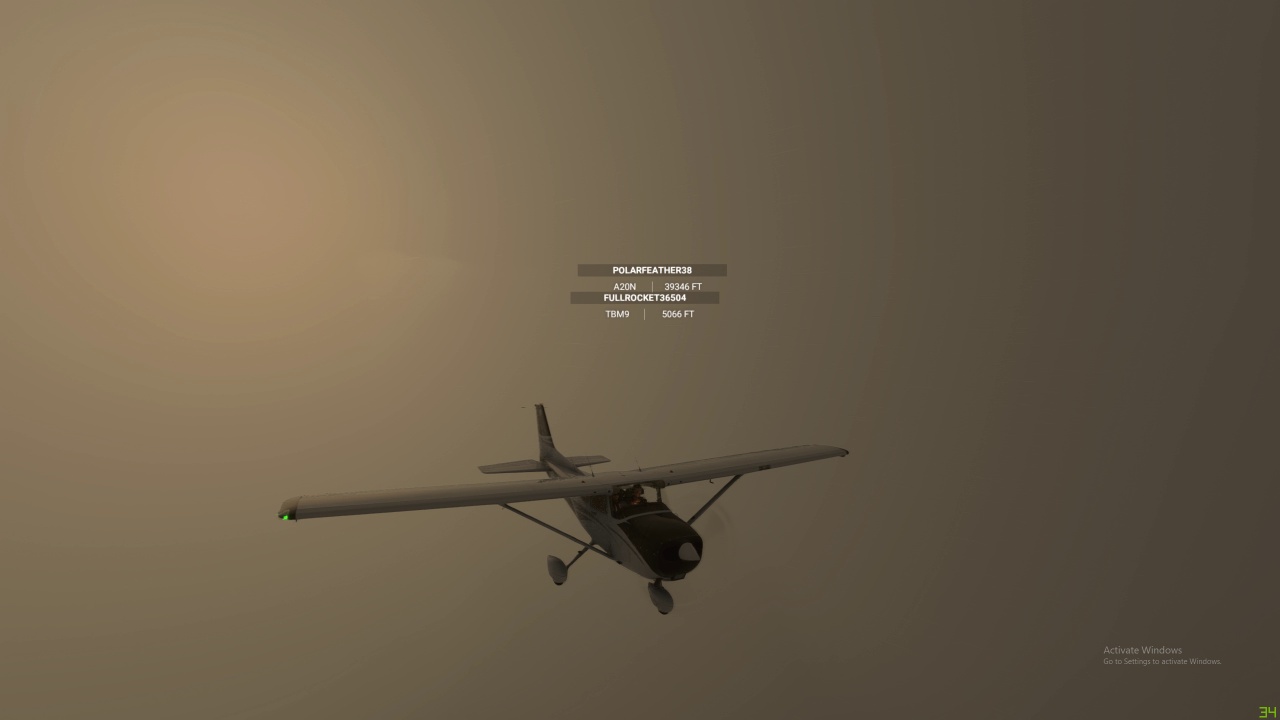 POLARFEATHER38
A20N | 39346 FT
FULLROCKET36504
TBM9 | 5066 FT
Activate Windows
Go to Settings to activate Windows.
34